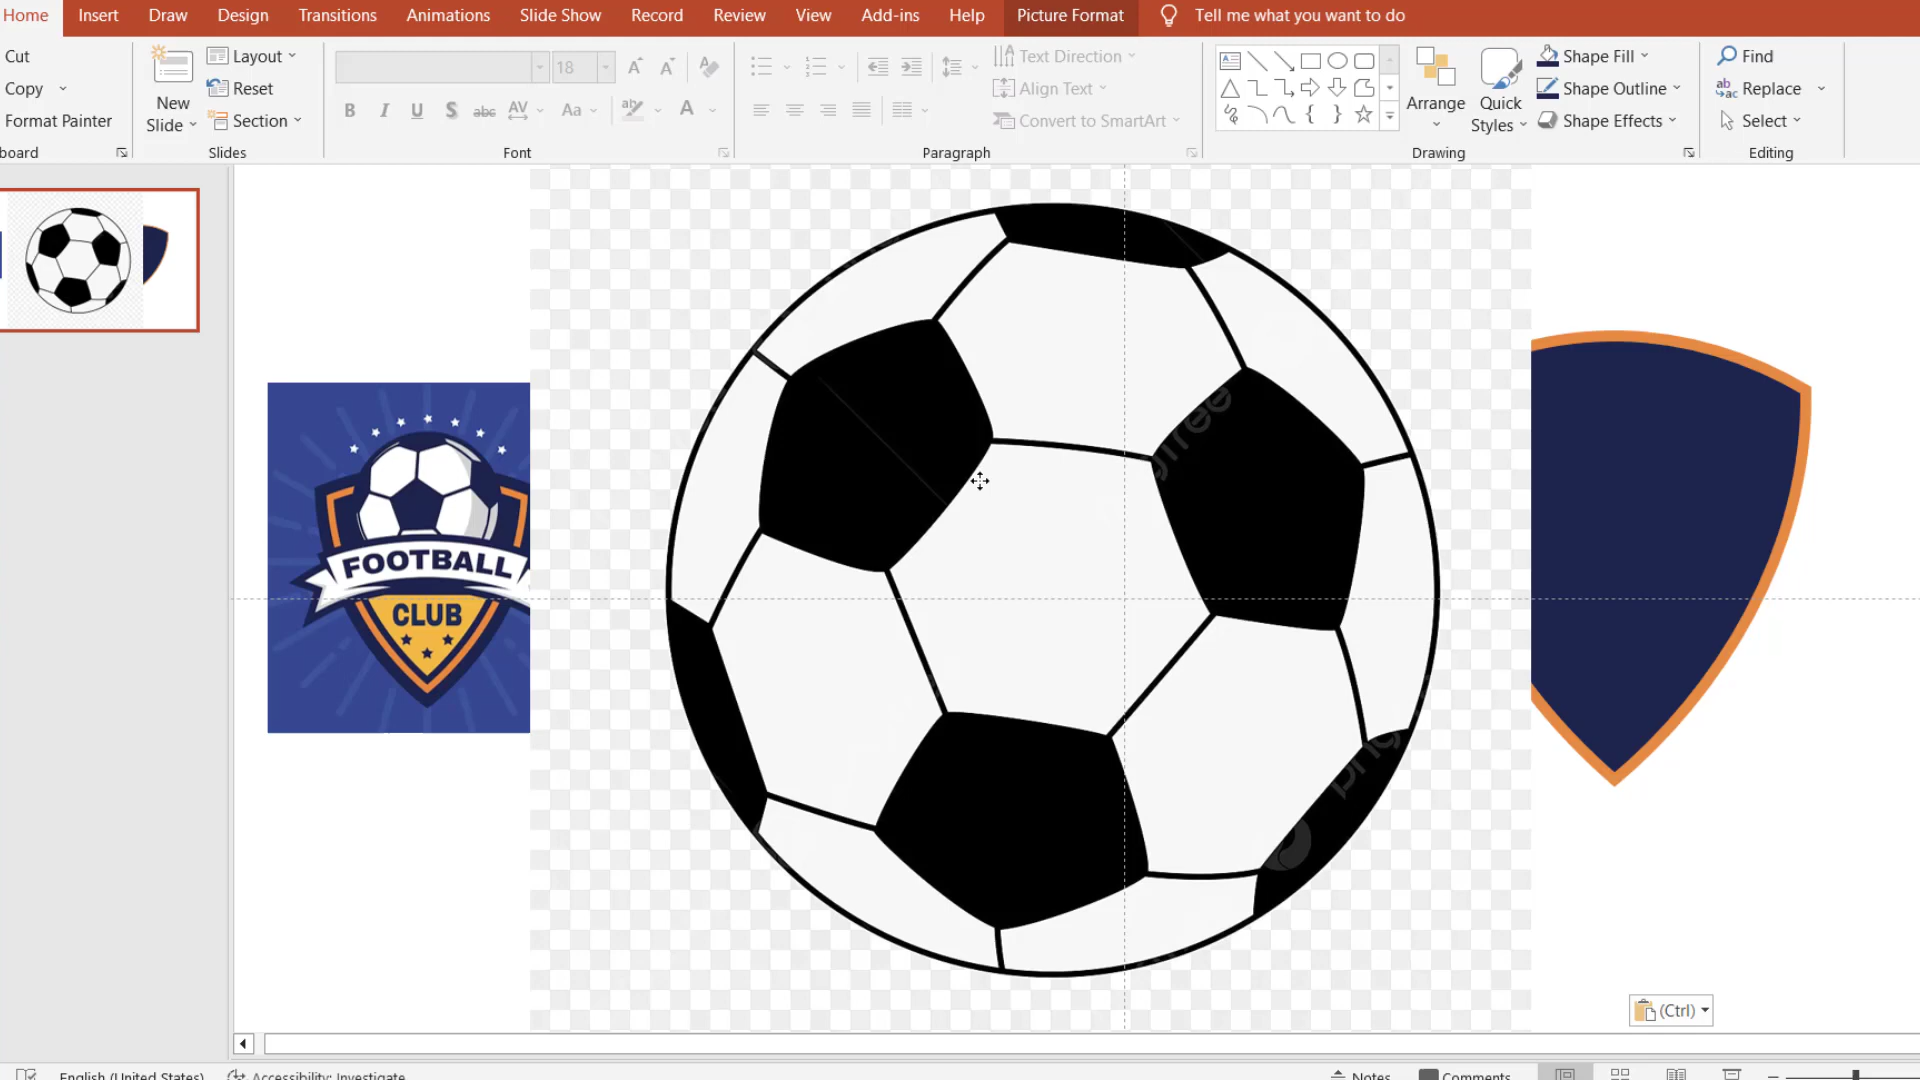 Home Insert Draw Design Transitions Animations Slide Show Record Review View Add-ins Help Picture Format Tell me what you want to do
Cut
Copy
Format Painter
board
New
Slide
Layout
Reset
Section
Slides
18
B I U S abc AV Aa A
Font
Text Direction
Align Text
Convert to SmartArt
Paragraph
Arrange
Quick
Styles
Shape Fill
Shape Outline
Shape Effects
Drawing
Find
Replace
Select
Editing
FOOTBALL
CLUB
(Ctrl)
English (United States)
Accessibility: Investigate
Notes
Comments